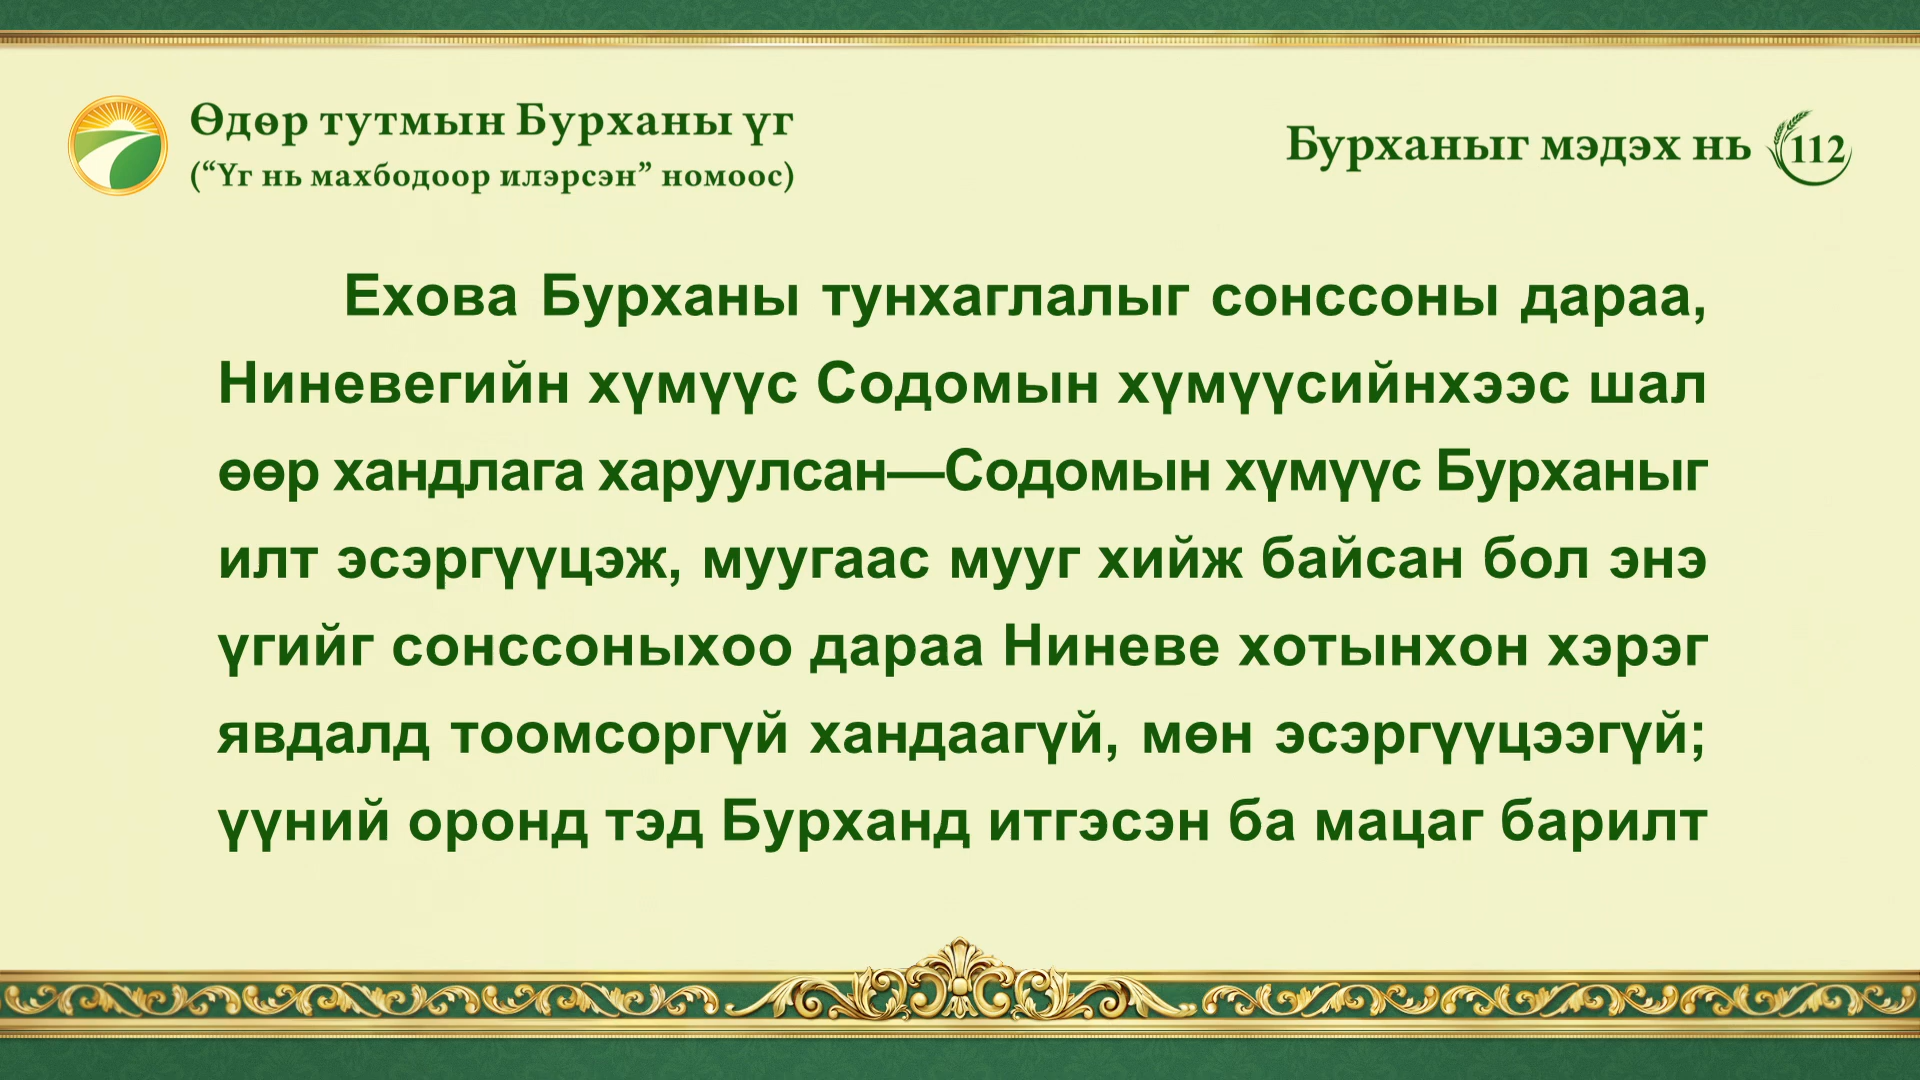 Өдөр тутмын Бурханы үг
(“Үг нь махбодоор илэрсэн” номоос)
Бурханыг мэдэх нь 112
Ехова Бурханы тунхаглалыг сонссоны дараа,
Ниневегийн хүмүүс Содомын хүмүүсийнхээс шал
өөр хандлага харуулсан—Содомын хүмүүс Бурханыг
илт эсэргүүцэж, муугаас мууг хийж байсан бол энэ
үгийг сонссоныхоо дараа Ниневе хотынхон хэрэг
явдалд тоомсоргүй хандаагүй, мөн эсэргүүцээгүй;
үүний оронд тэд Бурханд итгэсэн ба мацаг барилт